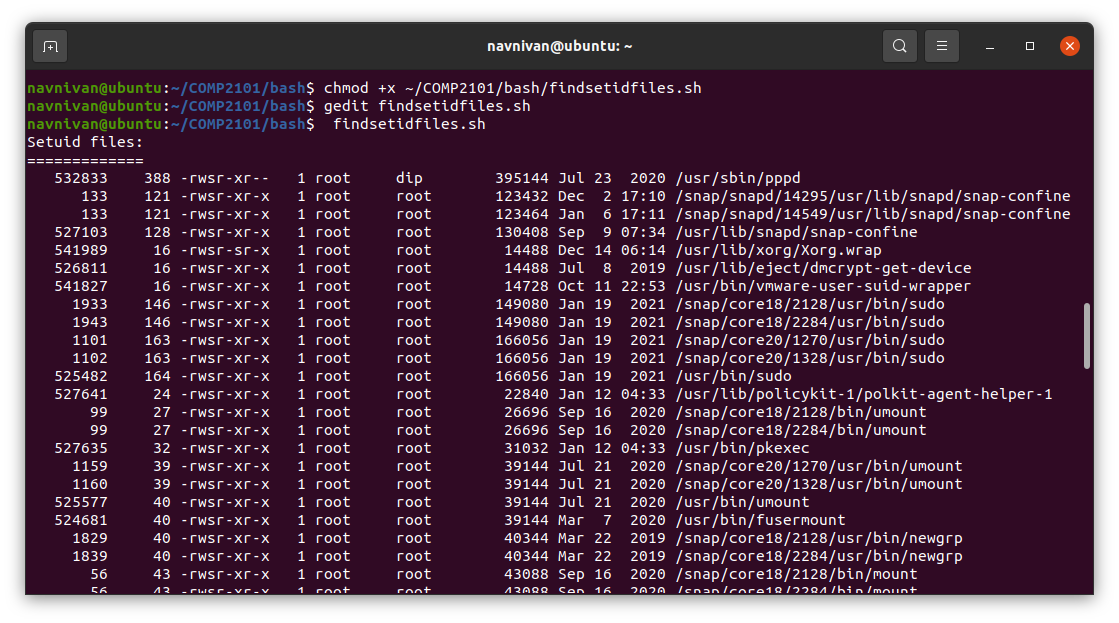 navnivan@ubuntu: ~
navnivan@ubuntu:~/COMP2101/bash$ chmod +x ~/COMP2101/bash/findsetidfiles.sh
navnivan@ubuntu:~/COMP2101/bash$ gedit findsetidfiles.sh
navnivan@ubuntu:~/COMP2101/bash$  findsetidfiles.sh
Setuid files:
=============
   532833    388 -rwsr-xr--   1 root     dip        395144 Jul 23  2020 /usr/sbin/pppd
      133    121 -rwsr-xr-x   1 root     root       123432 Dec  2 17:10 /snap/snapd/14295/usr/lib/snapd/snap-confine
      133    121 -rwsr-xr-x   1 root     root       123464 Jan  6 17:11 /snap/snapd/14549/usr/lib/snapd/snap-confine
   527103    128 -rwsr-xr-x   1 root     root       130408 Sep  9 07:34 /usr/lib/snapd/snap-confine
   541989     16 -rwsr-sr-x   1 root     root        14488 Dec 14 06:14 /usr/lib/xorg/Xorg.wrap
   526811     16 -rwsr-xr-x   1 root     root        14488 Jul  8  2019 /usr/lib/eject/dmcrypt-get-device
   541827     16 -rwsr-xr-x   1 root     root        14728 Oct 11 22:53 /usr/bin/vmware-user-suid-wrapper
     1933    146 -rwsr-xr-x   1 root     root       149080 Jan 19  2021 /snap/core18/2128/usr/bin/sudo
     1943    146 -rwsr-xr-x   1 root     root       149080 Jan 19  2021 /snap/core18/2284/usr/bin/sudo
     1101    163 -rwsr-xr-x   1 root     root       166056 Jan 19  2021 /snap/core20/1270/usr/bin/sudo
     1102    163 -rwsr-xr-x   1 root     root       166056 Jan 19  2021 /snap/core20/1328/usr/bin/sudo
   525482    164 -rwsr-xr-x   1 root     root       166056 Jan 19  2021 /usr/bin/sudo
   527641     24 -rwsr-xr-x   1 root     root        22840 Jan 12 04:33 /usr/lib/policykit-1/polkit-agent-helper-1
       99     27 -rwsr-xr-x   1 root     root        26696 Sep 16  2020 /snap/core18/2128/bin/umount
       99     27 -rwsr-xr-x   1 root     root        26696 Sep 16  2020 /snap/core18/2284/bin/umount
   527635     32 -rwsr-xr-x   1 root     root        31032 Jan 12 04:33 /usr/bin/pkexec
     1159     39 -rwsr-xr-x   1 root     root        39144 Jul 21  2020 /snap/core20/1270/usr/bin/umount
     1160     39 -rwsr-xr-x   1 root     root        39144 Jul 21  2020 /snap/core20/1328/usr/bin/umount
   525577     40 -rwsr-xr-x   1 root     root        39144 Jul 21  2020 /usr/bin/umount
   524681     40 -rwsr-xr-x   1 root     root        39144 Mar  7  2020 /usr/bin/fusermount
     1829     40 -rwsr-xr-x   1 root     root        40344 Mar 22  2019 /snap/core18/2128/usr/bin/newgrp
     1839     40 -rwsr-xr-x   1 root     root        40344 Mar 22  2019 /snap/core18/2284/usr/bin/newgrp
       56     43 -rwsr-xr-x   1 root     root        43088 Sep 16  2020 /snap/core18/2128/bin/mount
       56     43 -rwsr-xr-x   1 root     root        43088 Sep 16  2020 /snap/core18/2284/bin/mount